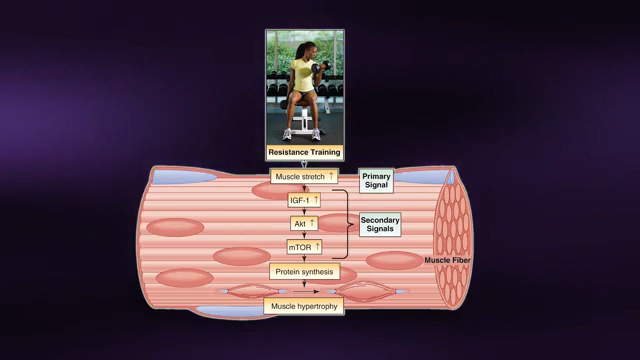 Resistance Training
Muscle stretch ↑
Primary
Signal
IGF-1 ↑
Akt ↑
Secondary
Signals
mTOR ↑
Muscle Fiber
Protein synthesis
Muscle hypertrophy